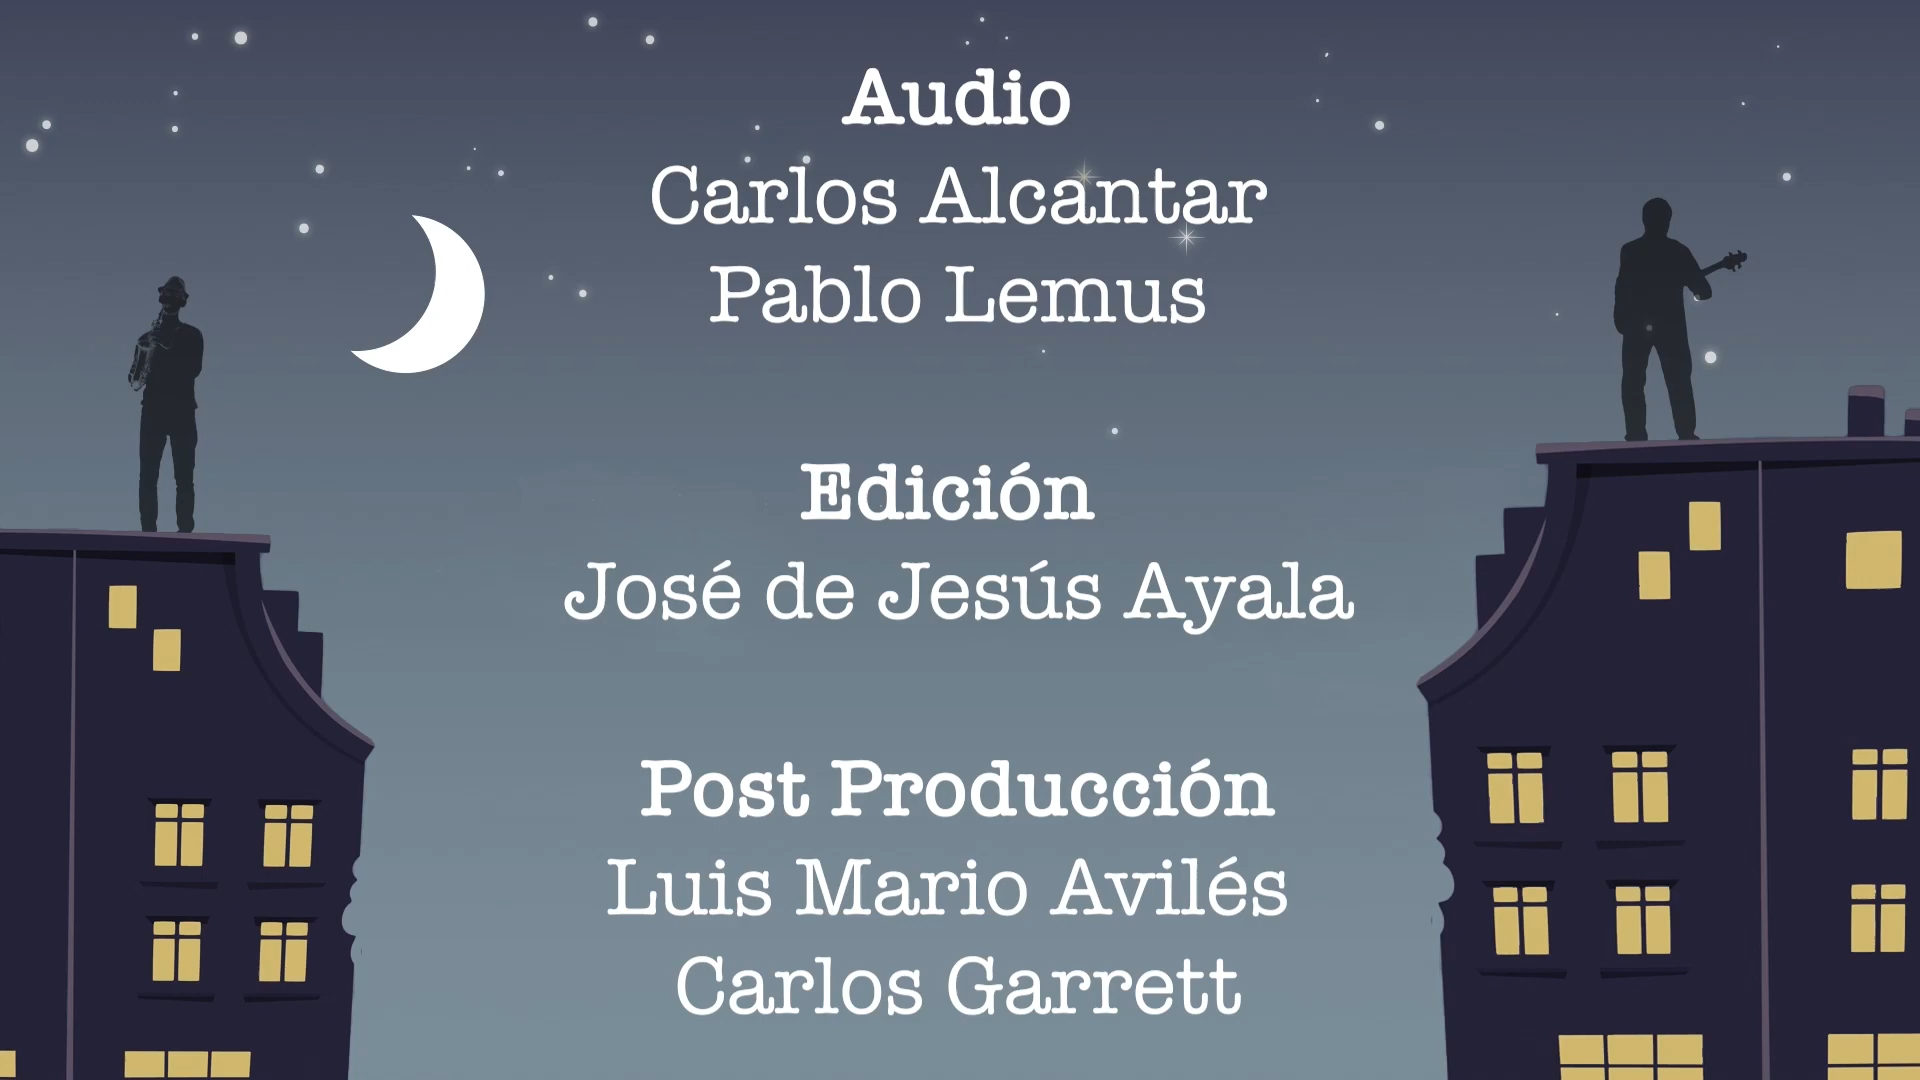 Audio
Carlos Alcantar
Pablo Lemus
Edición
José de Jesús Ayala
Post Producción
Luis Mario Avilés
Carlos Garrett